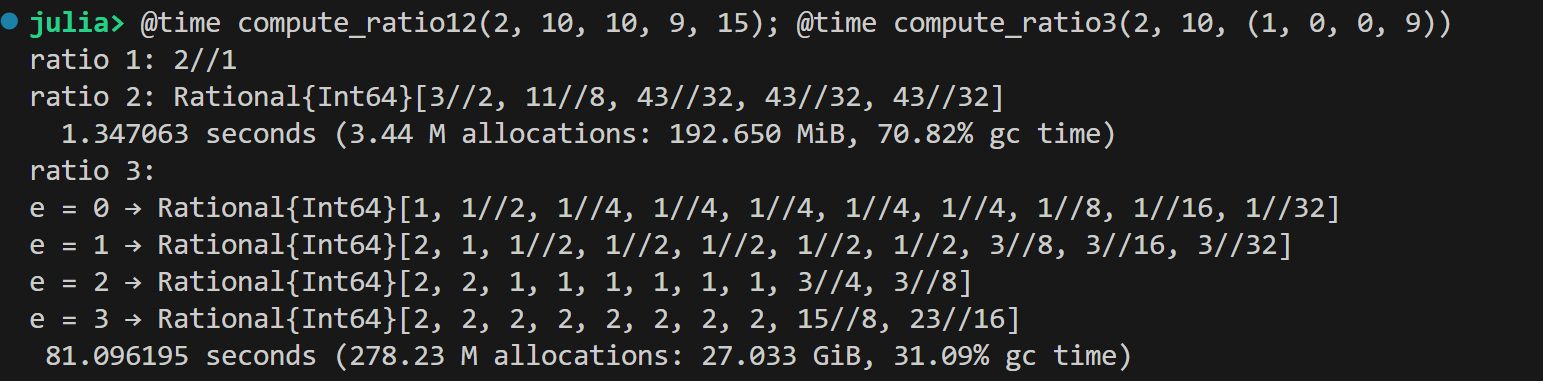 julia> @time compute_ratio12(2, 10, 10, 9, 15); @time compute_ratio3(2, 10, (1, 0, 0, 9))
ratio 1: 2//1
ratio 2: Rational{Int64}[3//2, 11//8, 43//32, 43//32, 43//32]
  1.347063 seconds (3.44 M allocations: 192.650 MiB, 70.82% gc time)
ratio 3:
e = 0 → Rational{Int64}[1, 1//2, 1//4, 1//4, 1//4, 1//4, 1//4, 1//8, 1//16, 1//32]
e = 1 → Rational{Int64}[2, 1, 1//2, 1//2, 1//2, 1//2, 1//2, 3//8, 3//16, 3//32]
e = 2 → Rational{Int64}[2, 2, 1, 1, 1, 1, 1, 1, 3//4, 3//8]
e = 3 → Rational{Int64}[2, 2, 2, 2, 2, 2, 2, 2, 15//8, 23//16]
 81.096195 seconds (278.23 M allocations: 27.033 GiB, 31.09% gc time)